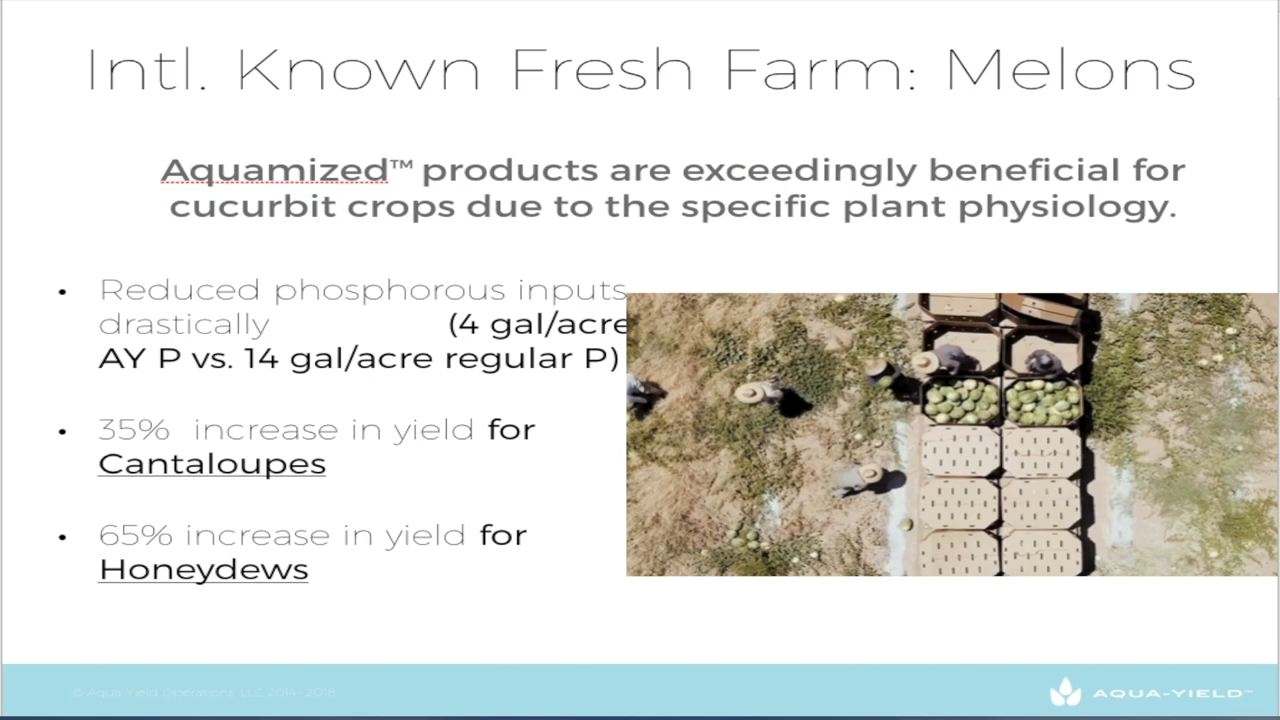 Intl. Known Fresh Farm: Melons
Aquamized™ products are exceedingly beneficial for
cucurbit crops due to the specific plant physiology.
• Reduced phosphorous inputs
drastically (4 gal/acre
AY P vs. 14 gal/acre regular P)
• 35% increase in yield for
Cantaloupes
• 65% increase in yield for
Honeydews
© Aqua Yield Operations, LLC 2014-2018
AQUA-YIELD™